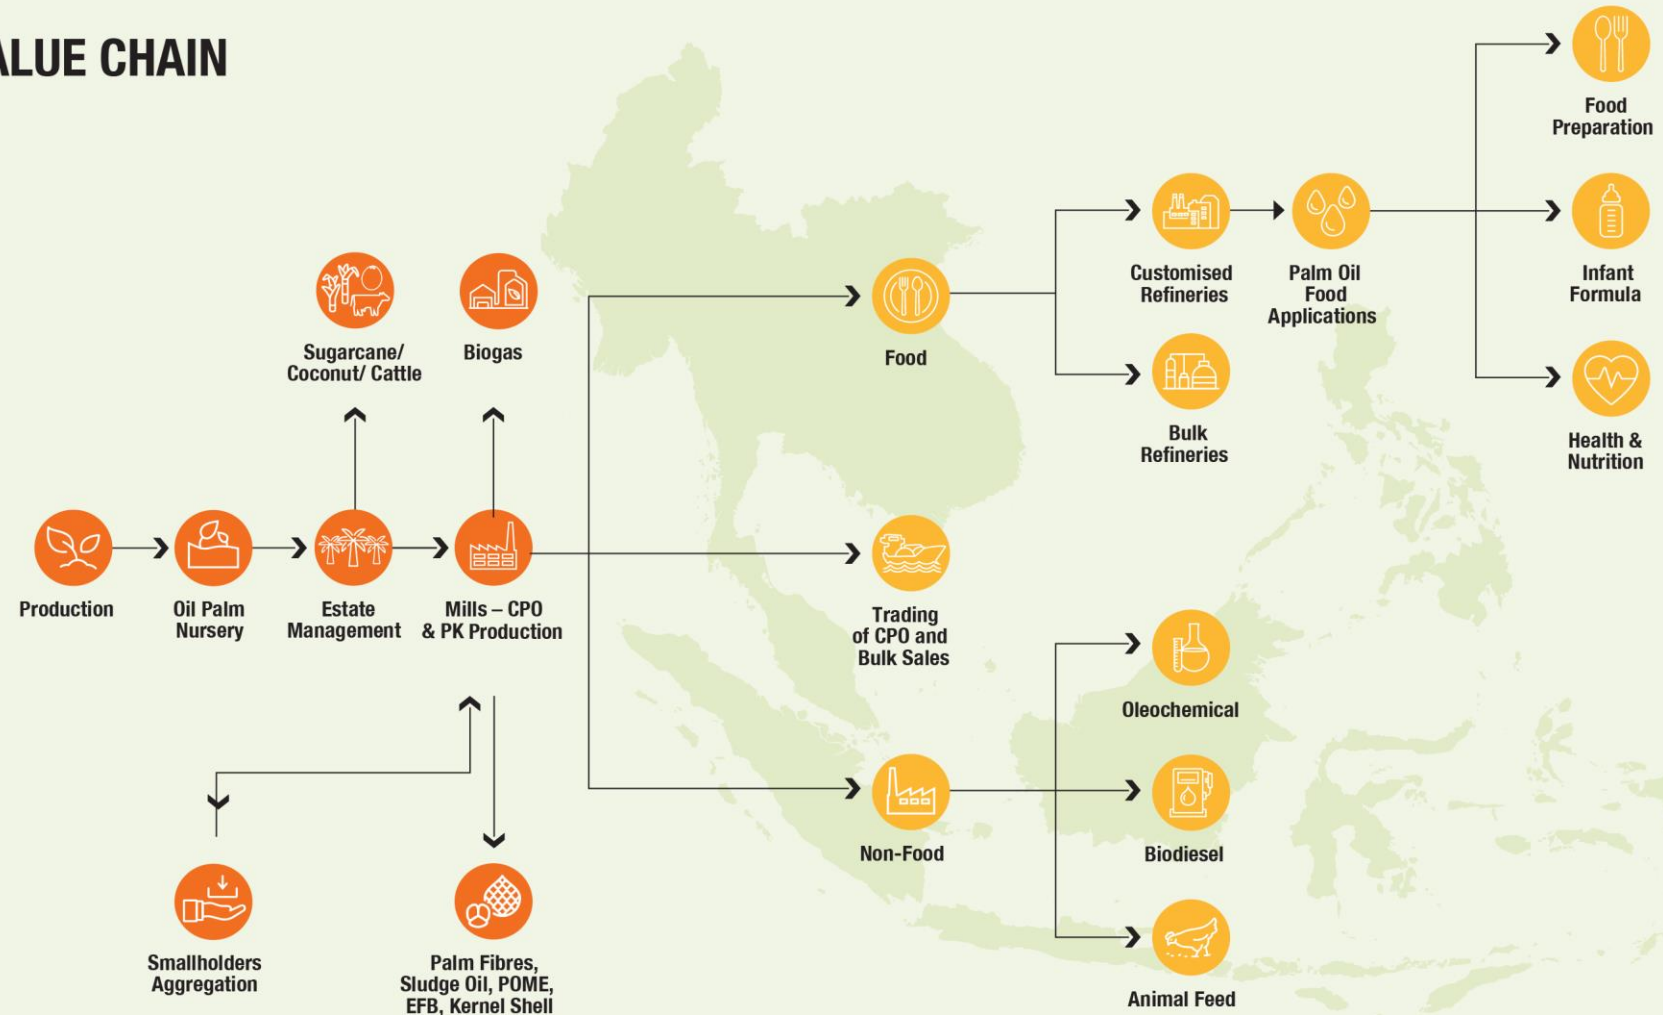 ALUE CHAIN
Food
Preparation
Customised
Refineries
Palm Oil
Food
Applications
Infant
Formula
Sugarcane/
Coconut/ Cattle
Biogas
Food
Bulk
Refineries
Health &
Nutrition
Production
Oil Palm
Nursery
Estate
Management
Mills – CPO
& PK Production
Trading
of CPO and
Bulk Sales
Oleochemical
Non-Food
Biodiesel
Smallholders
Aggregation
Palm Fibres,
Sludge Oil, POME,
EFB, Kernel Shell
Animal Feed